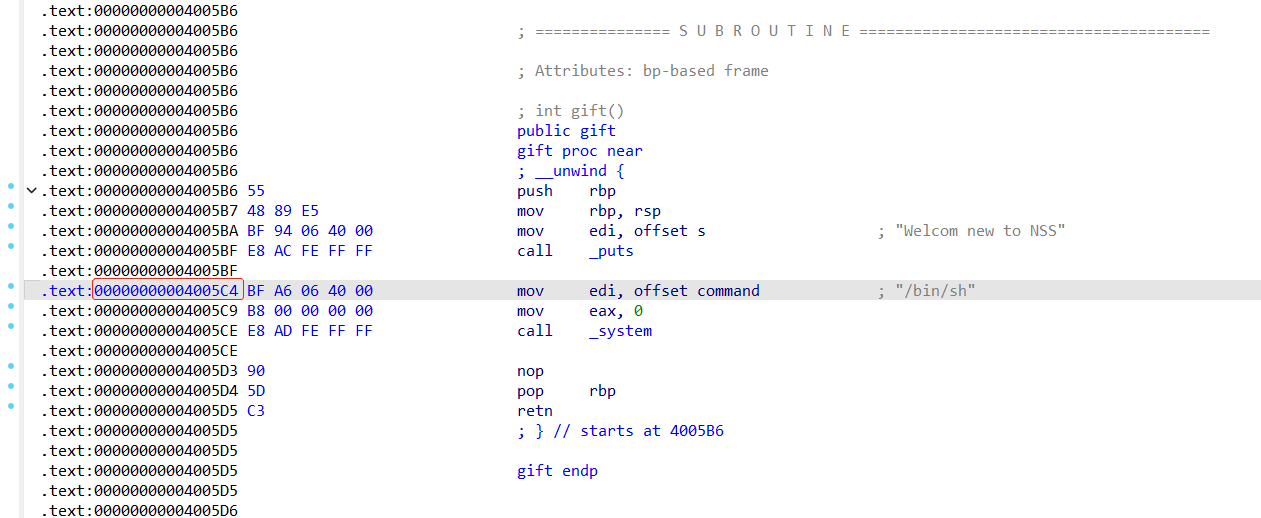 .text:00000000004005B6
.text:00000000004005B6 ; =============== S U B R O U T I N E =======================================
.text:00000000004005B6
.text:00000000004005B6 ; Attributes: bp-based frame
.text:00000000004005B6
.text:00000000004005B6 ; int gift()
.text:00000000004005B6 public gift
.text:00000000004005B6 gift proc near
.text:00000000004005B6 ; __unwind {
.text:00000000004005B6 55 push rbp
.text:00000000004005B7 48 89 E5 mov rbp, rsp
.text:00000000004005BA BF 94 06 40 00 mov edi, offset s ; "Welcom new to NSS"
.text:00000000004005BF E8 AC FE FF FF call _puts
.text:00000000004005BF
.text:00000000004005C4 BF A6 06 40 00 mov edi, offset command ; "/bin/sh"
.text:00000000004005C9 B8 00 00 00 00 mov eax, 0
.text:00000000004005CE E8 AD FE FF FF call _system
.text:00000000004005CE
.text:00000000004005D3 90 nop
.text:00000000004005D4 5D pop rbp
.text:00000000004005D5 C3 retn
.text:00000000004005D5 ; } // starts at 4005B6
.text:00000000004005D5
.text:00000000004005D5 gift endp
.text:00000000004005D5
.text:00000000004005D6